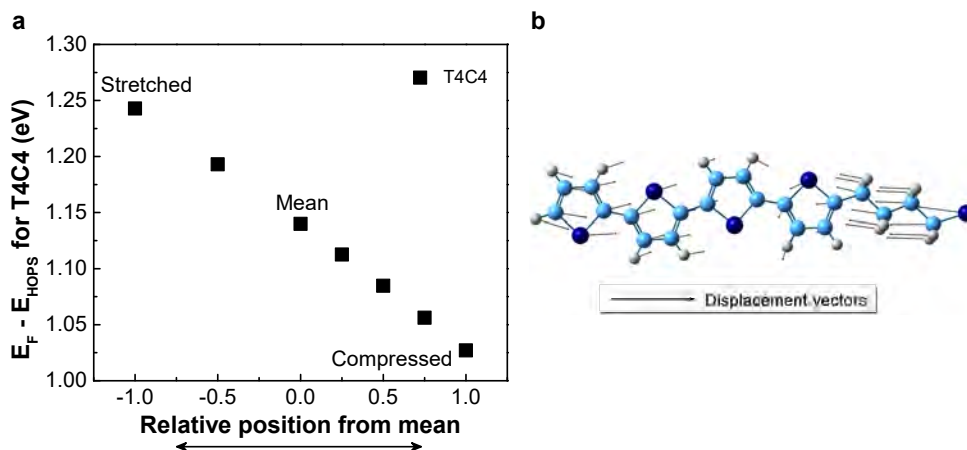 a
b
1.30
1.25
1.20
1.15
1.10
1.05
1.00
E_F - E_HOPS for T4C4 (eV)
Stretched
T4C4
Mean
Compressed
-1.0 -0.5 0.0 0.5 1.0
Relative position from mean
Displacement vectors